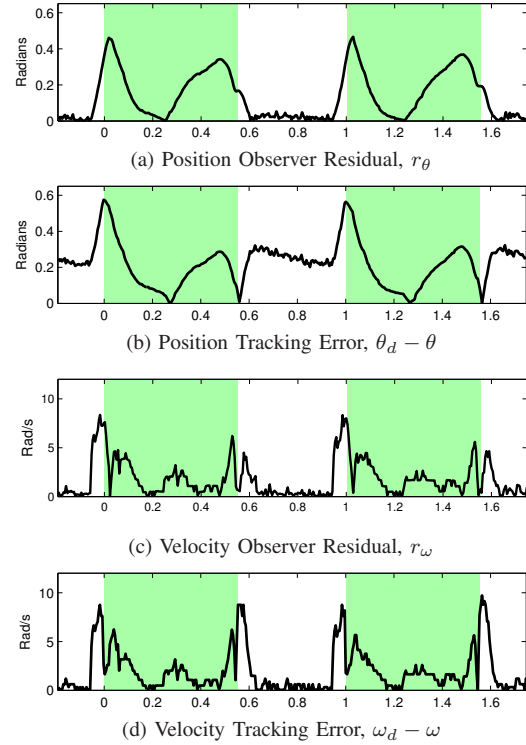 0.6
0.4
0.2
0
Radians
0 0.2 0.4 0.6 0.8 1 1.2 1.4 1.6
(a) Position Observer Residual, r_θ
0.6
0.4
0.2
0
Radians
0 0.2 0.4 0.6 0.8 1 1.2 1.4 1.6
(b) Position Tracking Error, θ_d − θ
10
5
0
Rad/s
0 0.2 0.4 0.6 0.8 1 1.2 1.4 1.6
(c) Velocity Observer Residual, r_ω
10
5
0
Rad/s
0 0.2 0.4 0.6 0.8 1 1.2 1.4 1.6
(d) Velocity Tracking Error, ω_d − ω